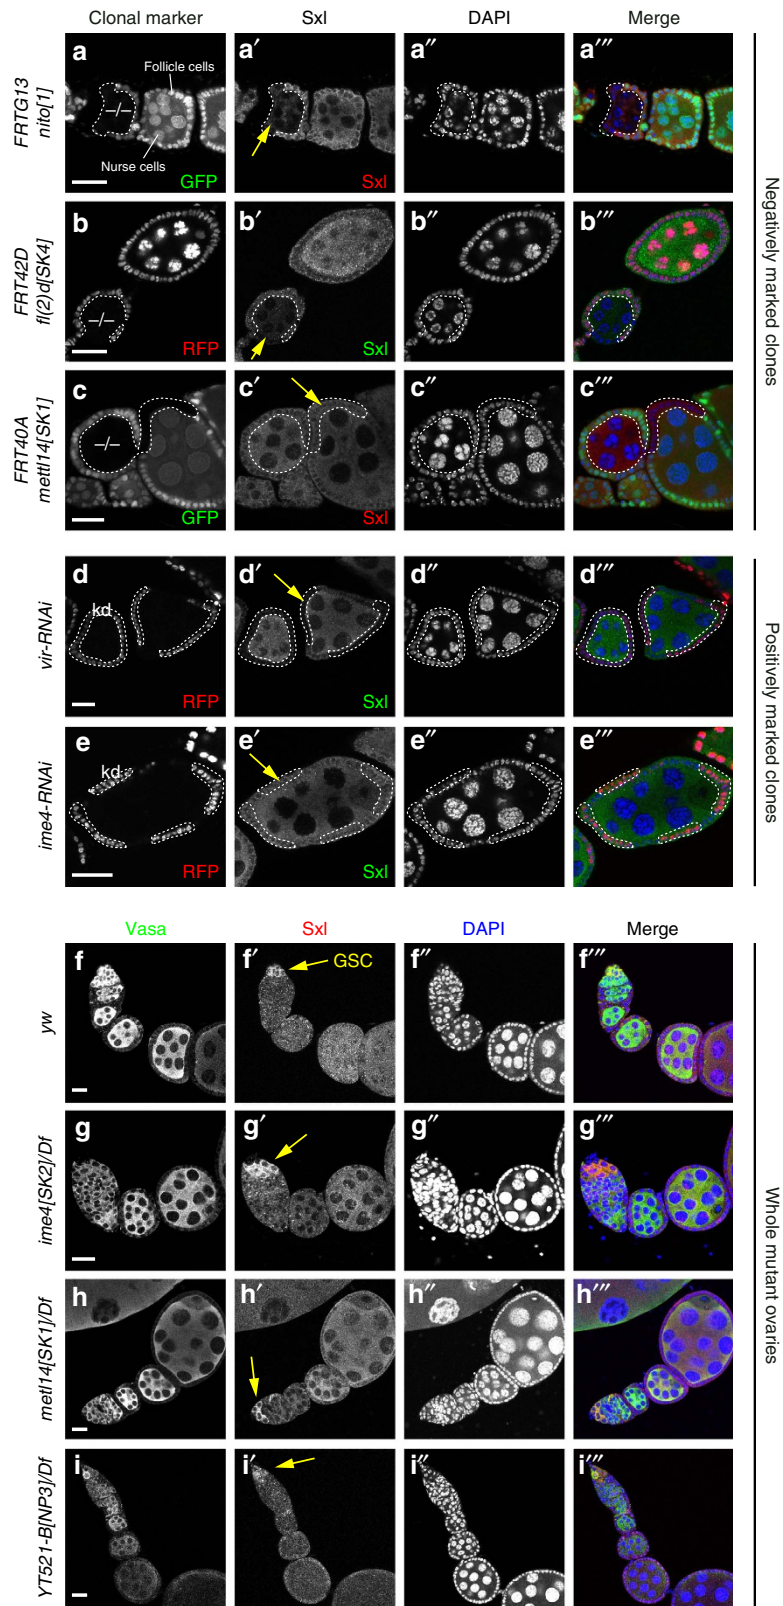 Clonal marker Sxl DAPI Merge
FRTG13
nito[1]
a a′ a″ a‴
Follicle cells
–/–
Nurse cells
GFP Sxl
FRT42D
fl(2)d[SK4]
b b′ b″ b‴
–/–
RFP Sxl
FRT40A
mettl14[SK1]
c c′ c″ c‴
–/–
GFP Sxl
Negatively marked clones
vir-RNAi
d d′ d″ d‴
kd
RFP Sxl
ime4-RNAi
e e′ e″ e‴
kd
RFP Sxl
Positively marked clones
Vasa Sxl DAPI Merge
yw
f f′ f″ f‴
GSC
ime4[SK2]/Df
g g′ g″ g‴
metl14[SK1]/Df
h h′ h″ h‴
YT521-B[NP3]/Df
i i′ i″ i‴
Whole mutant ovaries